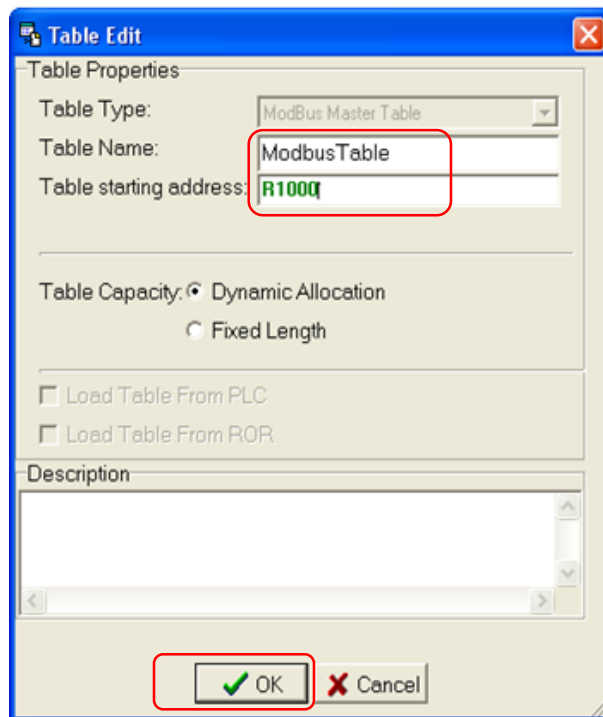 Table Edit
Table Properties
Table Type: ModBus Master Table
Table Name: ModbusTable
Table starting address: R1000
Table Capacity: Dynamic Allocation
Fixed Length
Load Table From PLC
Load Table From ROR
Description
OK Cancel